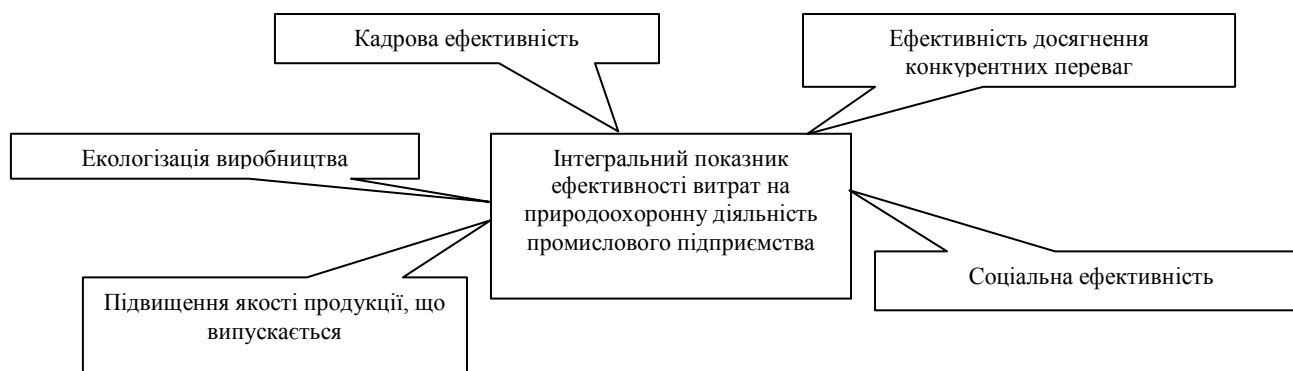 Кадрова ефективність
Ефективність досягнення
конкурентних переваг
Екологізація виробництва
Інтегральний показник
ефективності витрат на
природоохоронну діяльність
промислового підприємства
Соціальна ефективність
Підвищення якості продукції, що
випускається